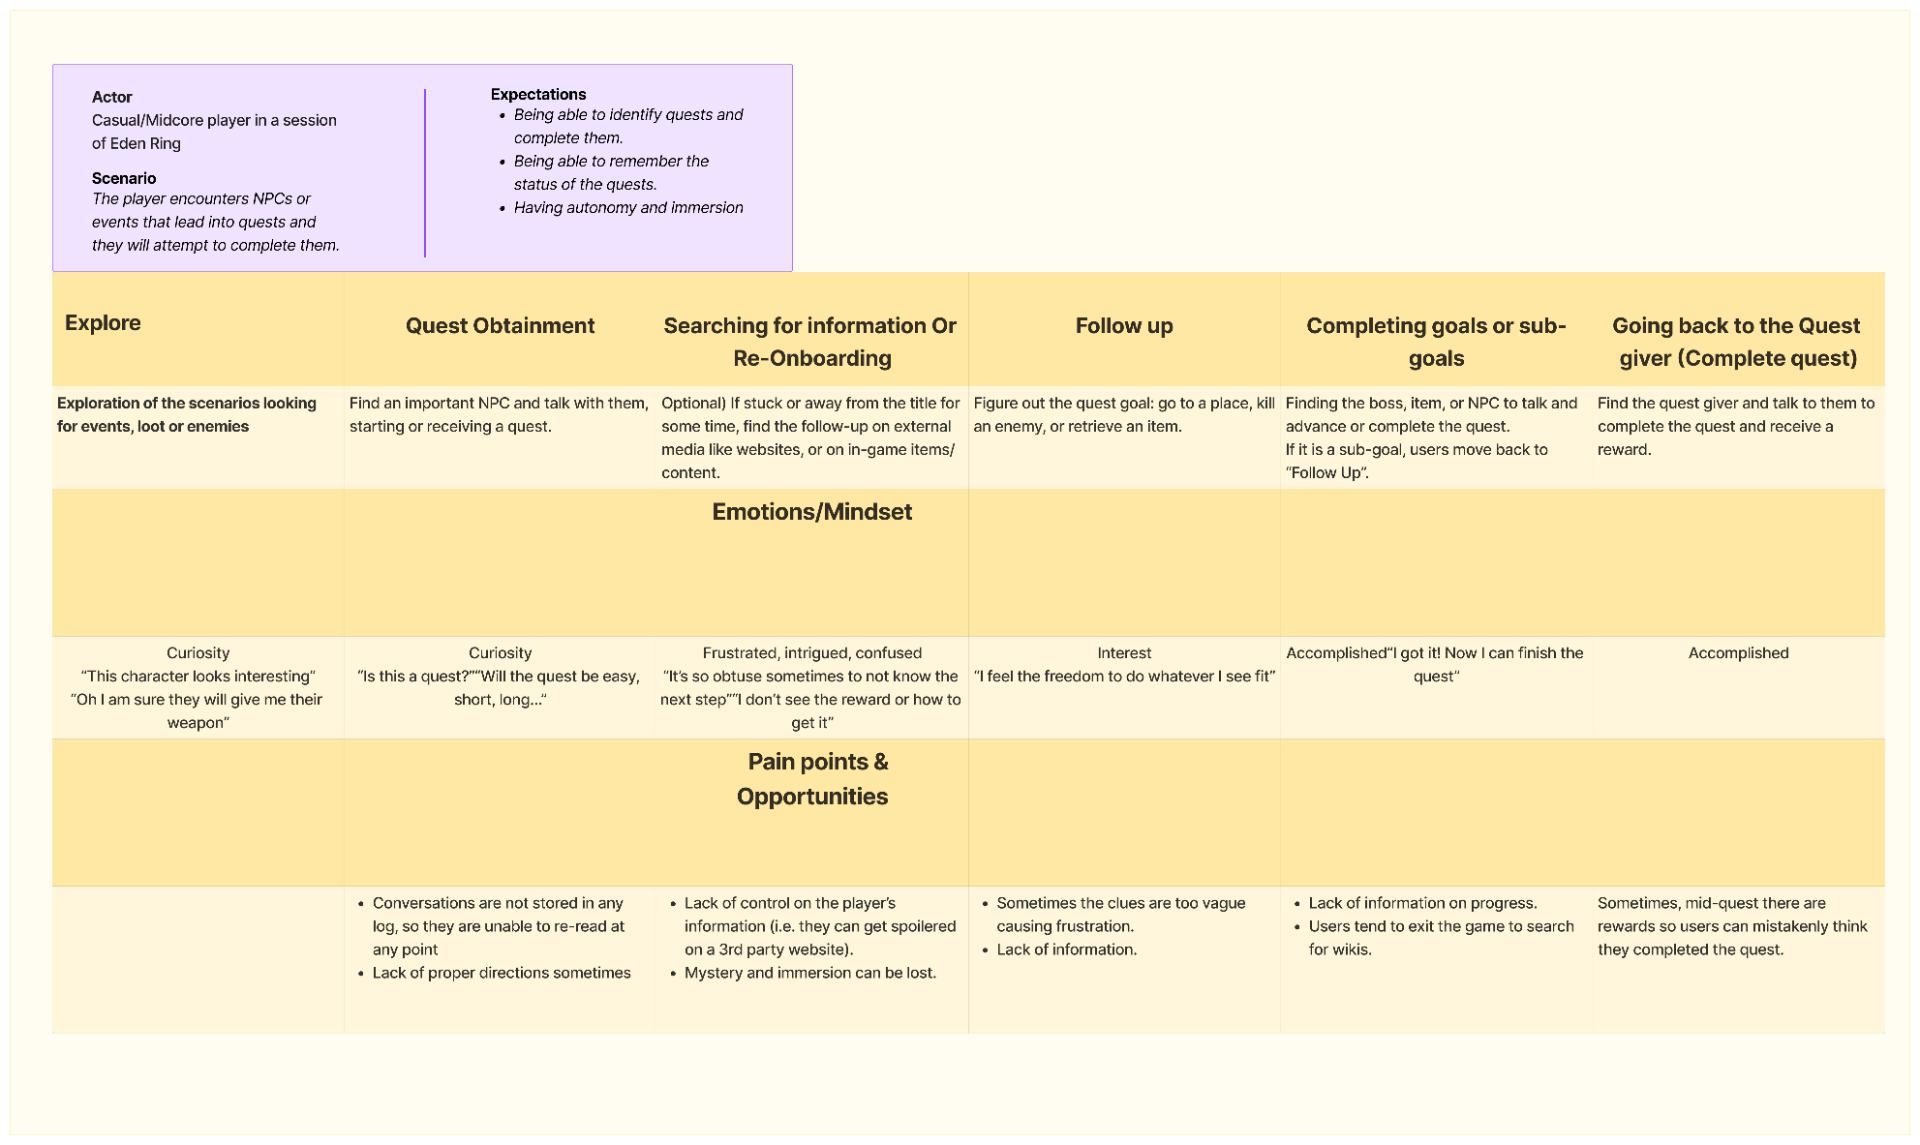 Actor
Casual/Midcore player in a session
of Eden Ring
Scenario
The player encounters NPCs or
events that lead into quests and
they will attempt to complete them.
Expectations
• Being able to identify quests and
complete them.
• Being able to remember the
status of the quests.
• Having autonomy and immersion
Explore
Quest Obtainment
Searching for information Or
Re-Onboarding
Follow up
Completing goals or sub-
goals
Going back to the Quest
giver (Complete quest)
Exploration of the scenarios looking
for events, loot or enemies
Find an important NPC and talk with them,
starting or receiving a quest.
Optional) If stuck or away from the title for
some time, find the follow-up on external
media like websites, or on in-game items/
content.
Figure out the quest goal: go to a place, kill
an enemy, or retrieve an item.
Finding the boss, item, or NPC to talk and
advance or complete the quest.
If it is a sub-goal, users move back to
“Follow Up”.
Find the quest giver and talk to them to
complete the quest and receive a
reward.
Emotions/Mindset
Curiosity
“This character looks interesting”
“Oh I am sure they will give me their
weapon”
Curiosity
“Is this a quest?”“Will the quest be easy,
short, long...”
Frustrated, intrigued, confused
“It’s so obtuse sometimes to not know the
next step”“I don’t see the reward or how to
get it”
Interest
“I feel the freedom to do whatever I see fit”
Accomplished“I got it! Now I can finish the
quest”
Accomplished
Pain points &
Opportunities
• Conversations are not stored in any
log, so they are unable to re-read at
any point
• Lack of proper directions sometimes
• Lack of control on the player’s
information (i.e. they can get spoilered
on a 3rd party website).
• Mystery and immersion can be lost.
• Sometimes the clues are too vague
causing frustration.
• Lack of information.
• Lack of information on progress.
• Users tend to exit the game to search
for wikis.
Sometimes, mid-quest there are
rewards so users can mistakenly think
they completed the quest.